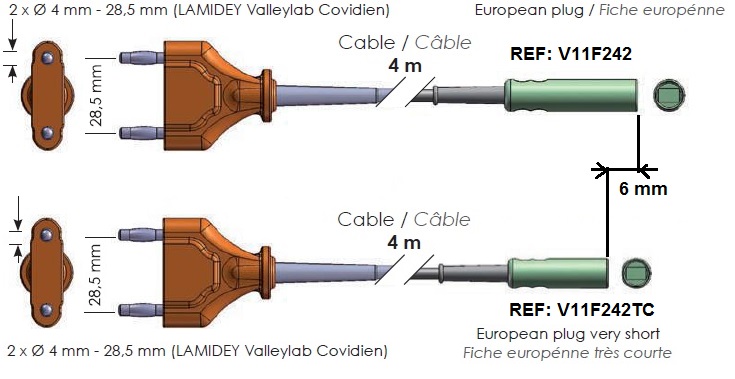 2 x Ø 4 mm - 28,5 mm (LAMIDEY Valleylab Covidien)
European plug / Fiche europénne
Cable / Câble
4 m
REF: V11F242
28,5 mm
6 mm
Cable / Câble
4 m
28,5 mm
REF: V11F242TC
European plug very short
Fiche europénne très courte
2 x Ø 4 mm - 28,5 mm (LAMIDEY Valleylab Covidien)